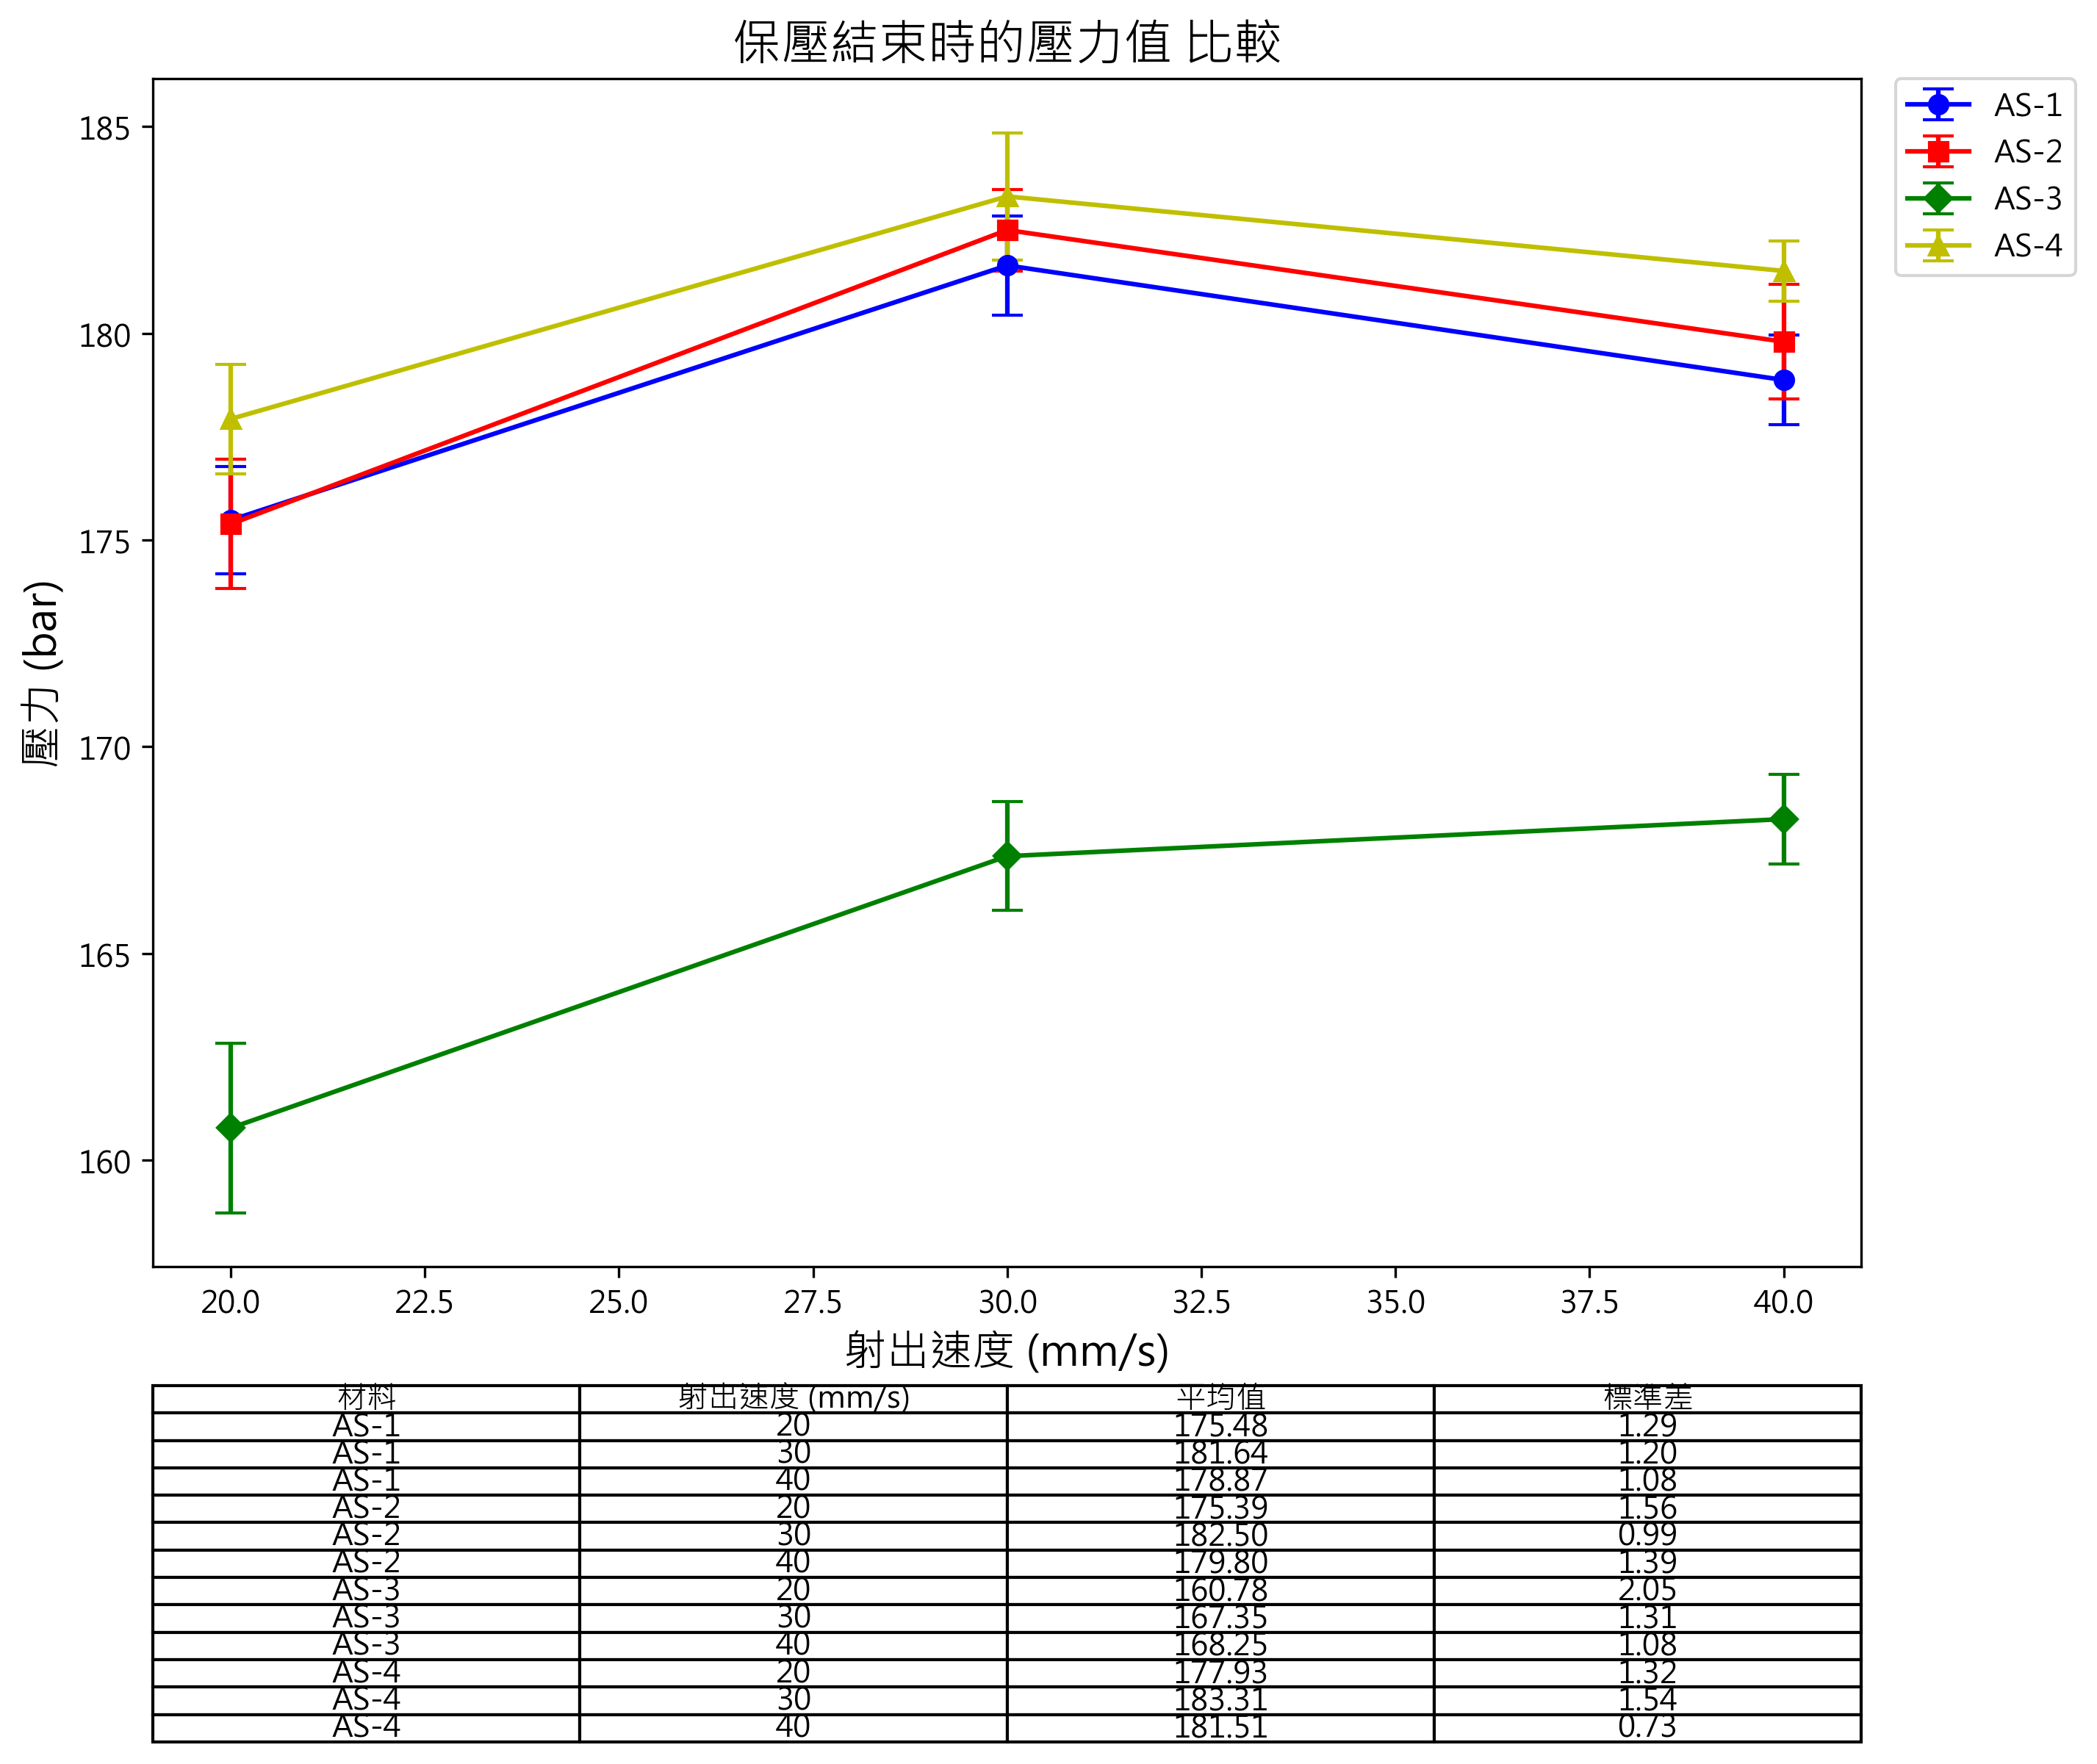 保壓結束時的壓力值 比較
AS-1
AS-2
AS-3
AS-4
壓力 (bar)
185
180
175
170
165
160
20.0 22.5 25.0 27.5 30.0 32.5 35.0 37.5 40.0
射出速度 (mm/s)
材料 射出速度 (mm/s) 平均值 標準差
AS-1 20 175.48 1.29
AS-1 30 181.64 1.20
AS-1 40 178.87 1.08
AS-2 20 175.39 1.56
AS-2 30 182.50 0.99
AS-2 40 179.80 1.39
AS-3 20 160.78 2.05
AS-3 30 167.35 1.31
AS-3 40 168.25 1.08
AS-4 20 177.93 1.32
AS-4 30 183.31 1.54
AS-4 40 181.51 0.73